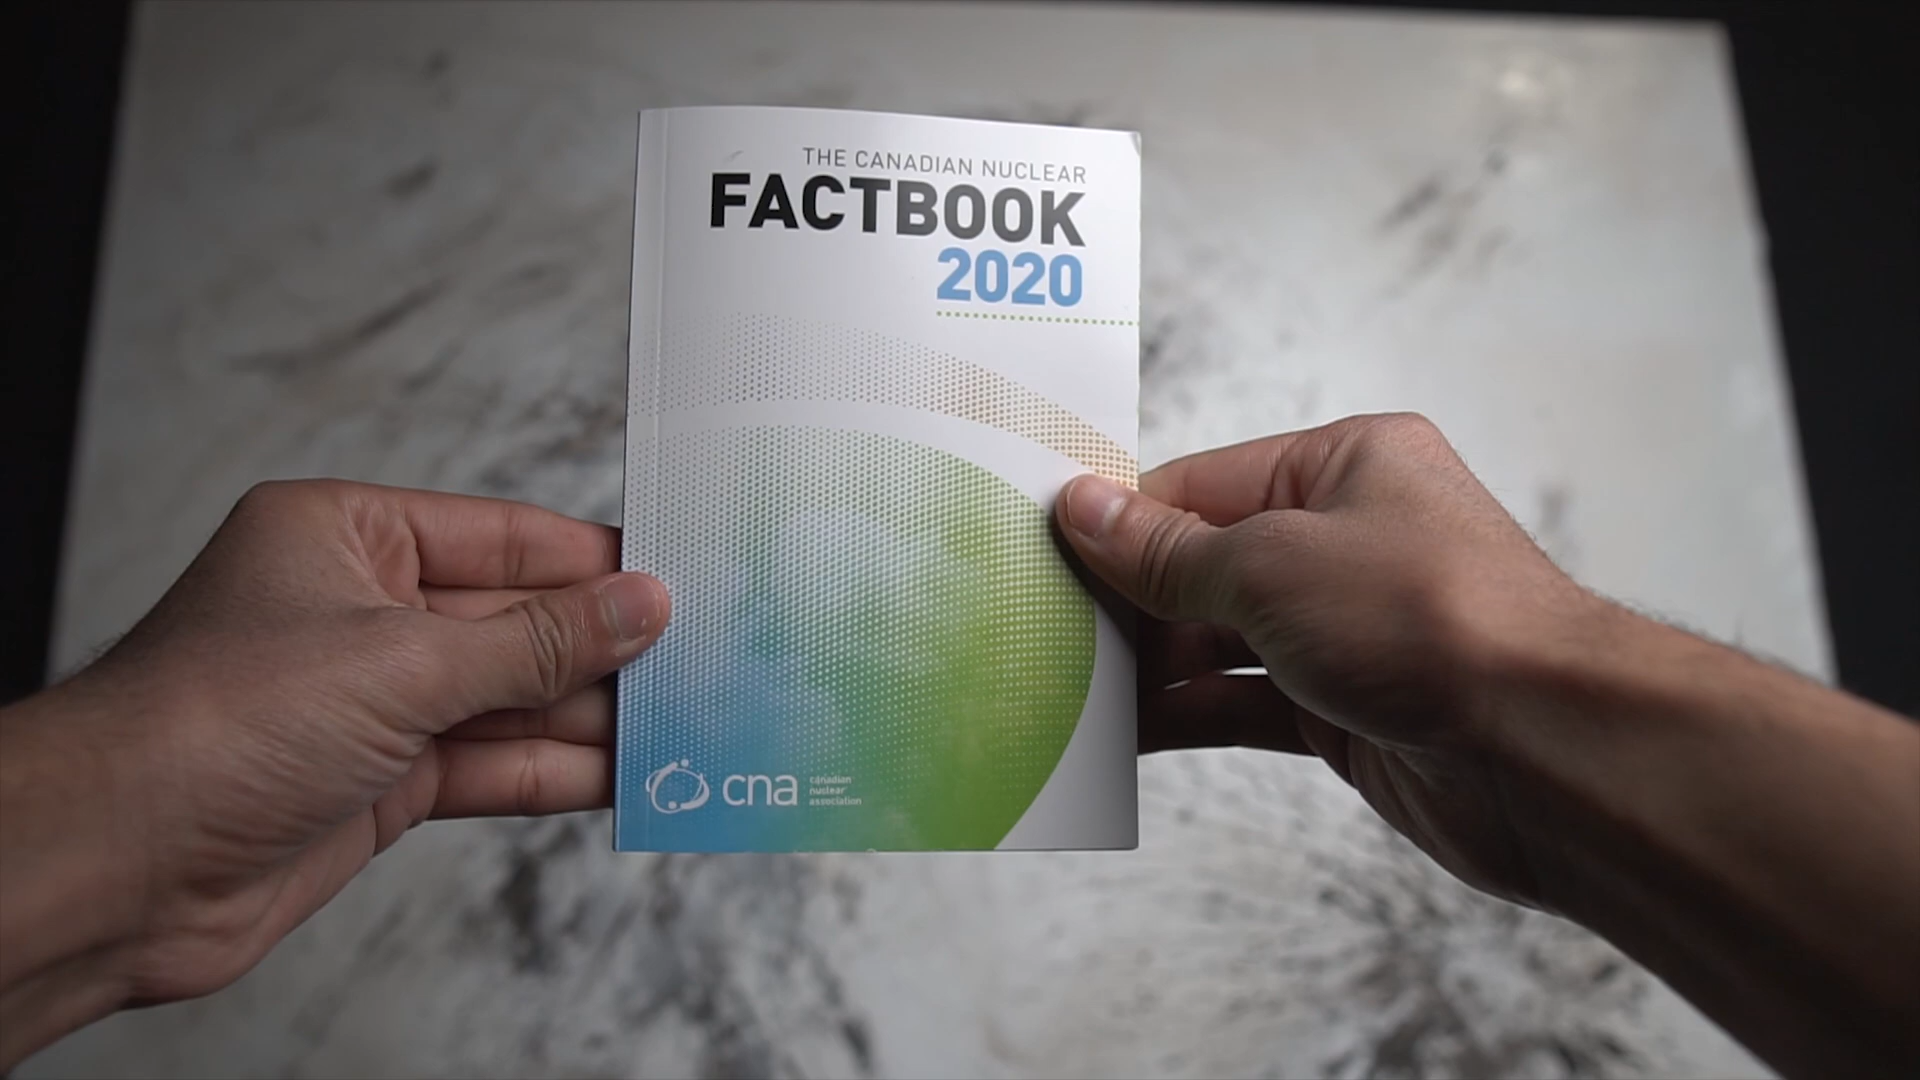 THE CANADIAN NUCLEAR
FACTBOOK
2020
cna
canadian
nuclear
association